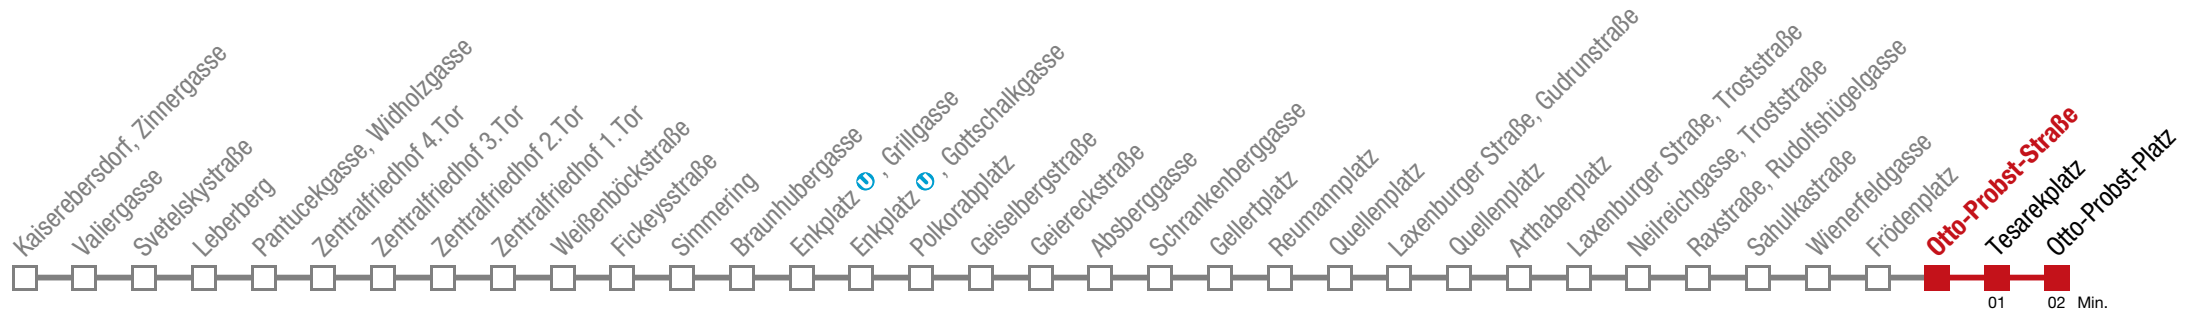 Kaiserebersdorf, Zinnergasse
Valiergasse
Svetelskystraße
Leberberg
Pantucekgasse, Widholzgasse
Zentralfriedhof 4.Tor
Zentralfriedhof 3.Tor
Zentralfriedhof 2.Tor
Zentralfriedhof 1.Tor
Weißenböckstraße
Fickeysstraße
Simmering
Braunhubergasse
Enkplatz U, Grillgasse
Enkplatz U, Gottschalkgasse
Polkorabplatz
Geiselbergstraße
Geiereckstraße
Absberggasse
Schrankenberggasse
Gellertplatz
Reumannplatz
Quellenplatz
Laxenburger Straße, Gudrunstraße
Quellenplatz
Arthaberplatz
Laxenburger Straße, Troststraße
Neilreichgasse, Troststraße
Raxstraße, Rudolfshügelgasse
Sahulkastraße
Wienerfeldgasse
Frödenplatz
Otto-Probst-Straße
Tesarekplatz
Otto-Probst-Platz
01 02 Min.